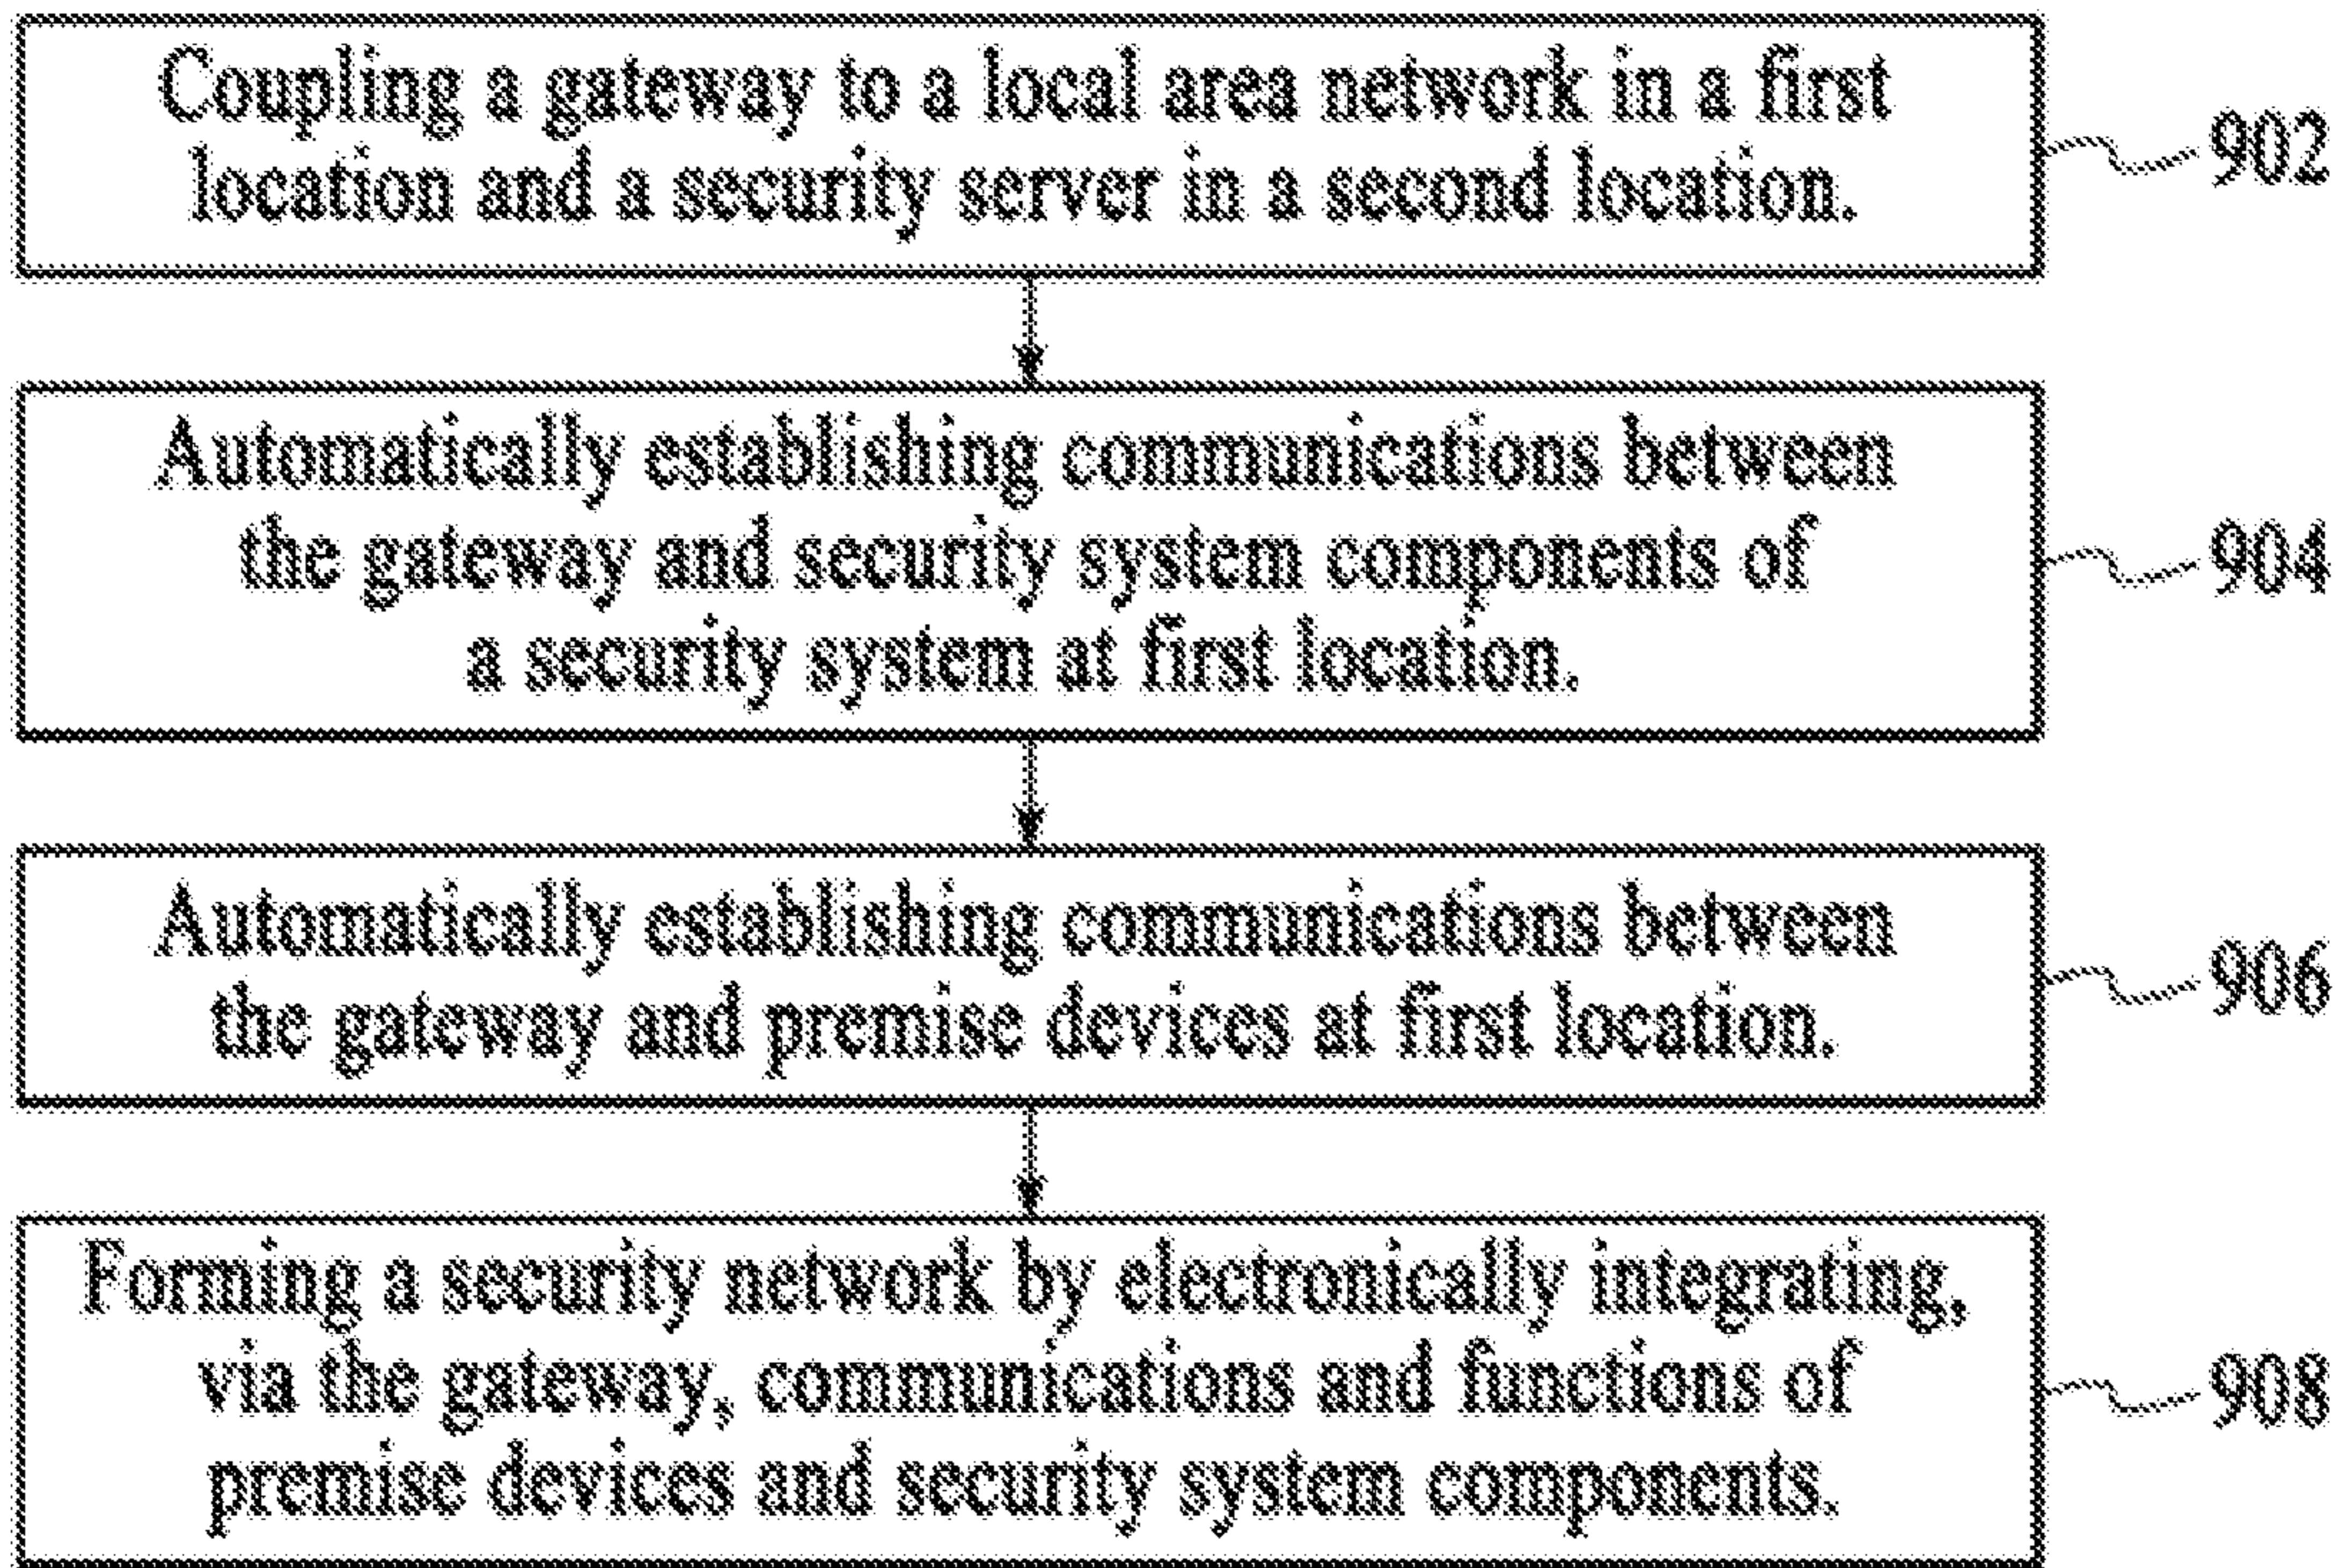 Coupling a gateway to a local area network in a first
location and a security server in a second location.
902
Automatically establishing communications between
the gateway and security system components of
a security system at first location.
904
Automatically establishing communications between
the gateway and premise devices at first location.
906
Forming a security network by electronically integrating,
via the gateway, communications and functions of
premise devices and security system components.
908